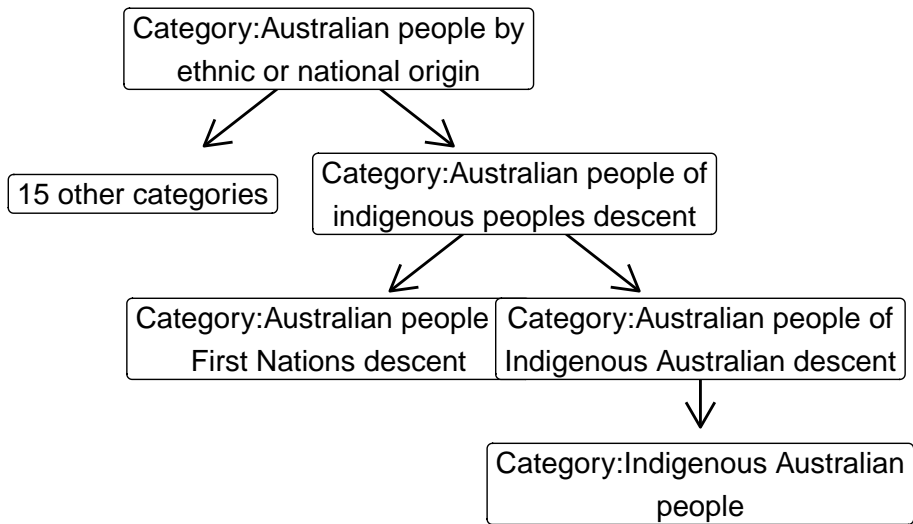 Category:Australian people by
ethnic or national origin
15 other categories
Category:Australian people of
indigenous peoples descent
Category:Australian people
First Nations descent
Category:Australian people of
Indigenous Australian descent
Category:Indigenous Australian
people